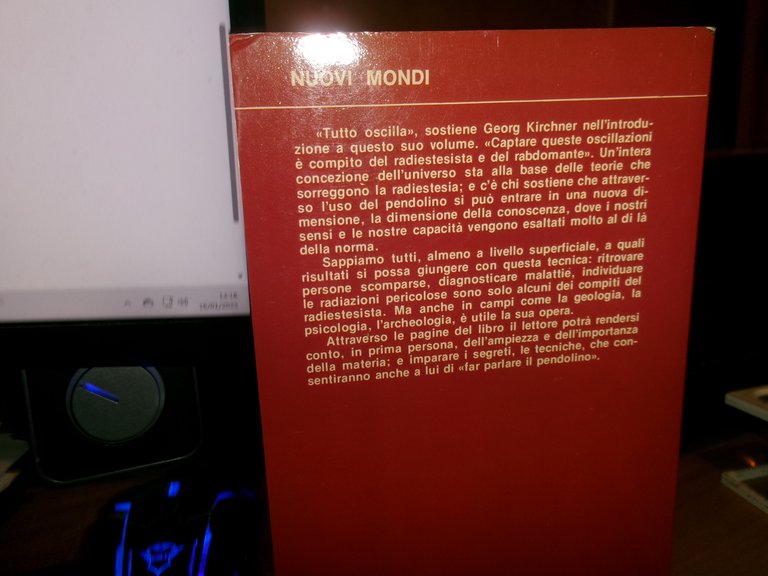 NUOVI MONDI
«Tutto oscilla», sostiene Georg Kirchner nell'introdu-
zione a questo suo volume. «Captare queste oscillazioni
è compito del radiestesista e del rabdomante». Un'intera
concezione dell'universo sta alla base delle teorie che
sorreggono la radiestesia; e c'è chi sostiene che attraver-
so l'uso del pendolino si può entrare in una nuova di-
mensione, la dimensione della conoscenza, dove i nostri
sensi e le nostre capacità vengono esaltati molto al di là
della norma.
Sappiamo tutti, almeno a livello superficiale, a quali
risultati si possa giungere con questa tecnica: ritrovare
persone scomparse, diagnosticare malattie, individuare
le radiazioni pericolose sono solo alcuni dei compiti del
radiestesista. Ma anche in campi come la geologia, la
psicologia, l'archeologia, è utile la sua opera.
Attraverso le pagine del libro il lettore potrà rendersi
conto, in prima persona, dell'ampiezza e dell'importanza
della materia; e imparare i segreti, le tecniche, che con-
sentiranno anche a lui di «far parlare il pendolino».